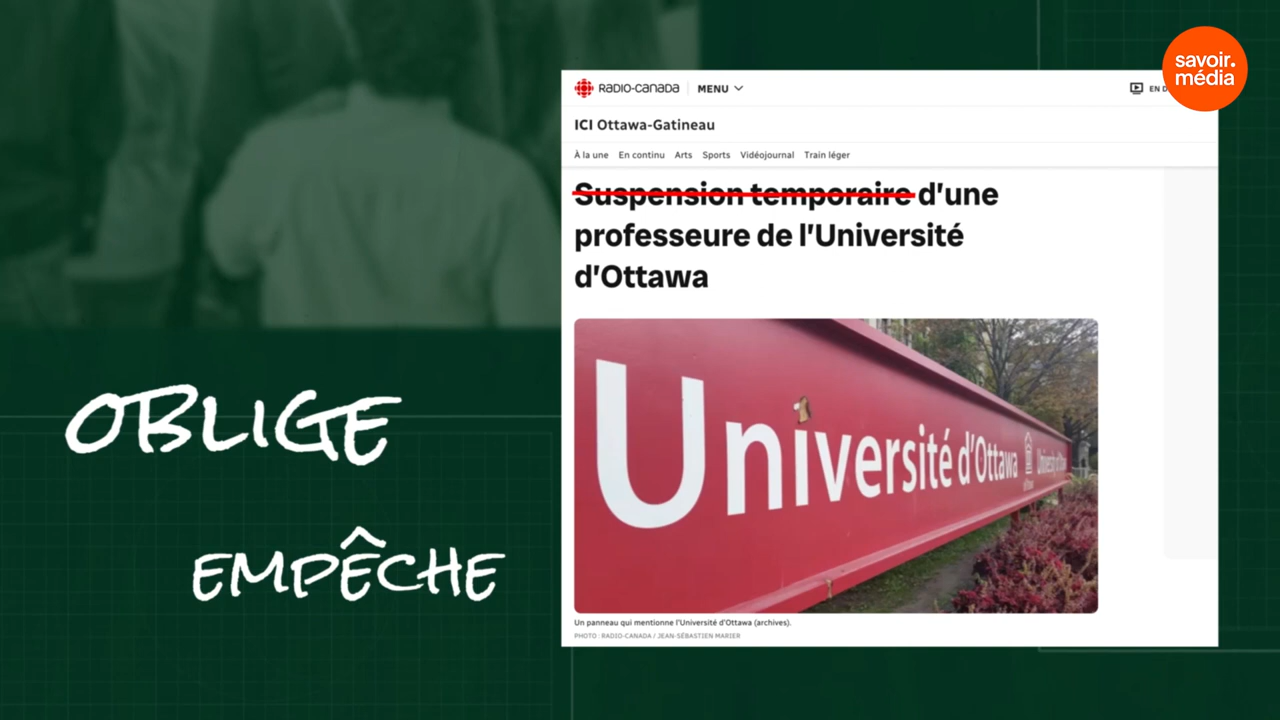 savoir.
média
RADIO-CANADA MENU
EN D
ICI Ottawa-Gatineau
À la une En continu Arts Sports Vidéojournal Train léger
Suspension temporaire d'une
professeure de l'Université
d'Ottawa
OBLIGE
EMPÊCHE
Université d'Ottawa
Un panneau qui mentionne l'Université d'Ottawa (archives).
PHOTO : RADIO-CANADA / JEAN-SÉBASTIEN MARIER